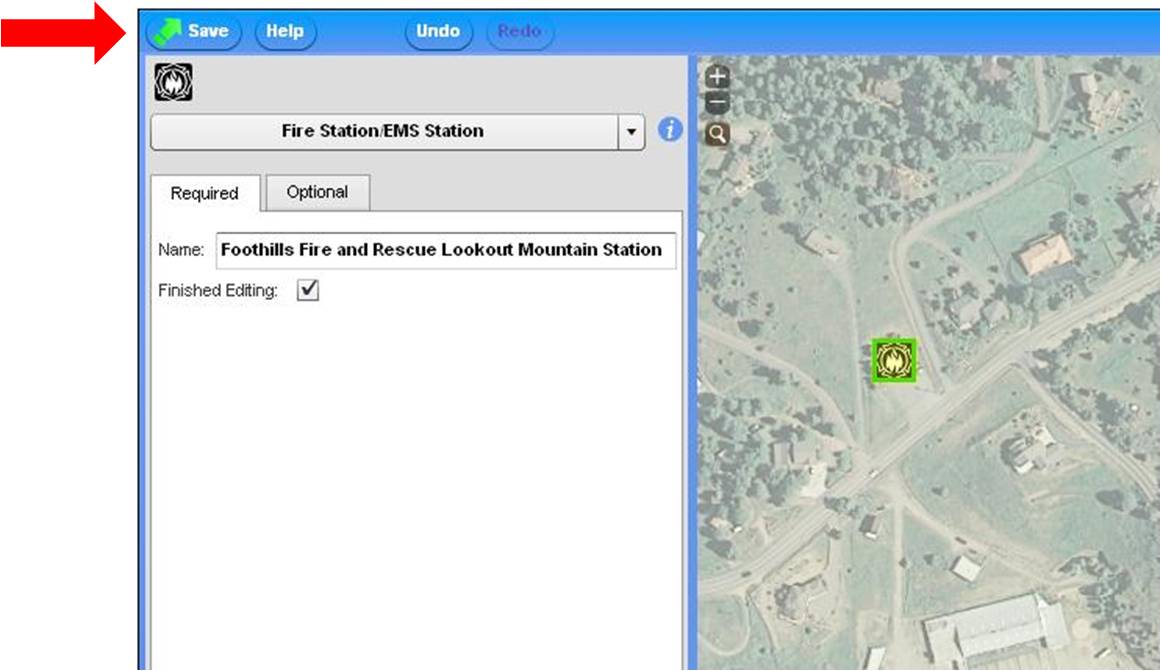 Save Help Undo Redo
Fire Station/EMS Station
Required Optional
Name: Foothills Fire and Rescue Lookout Mountain Station
Finished Editing: